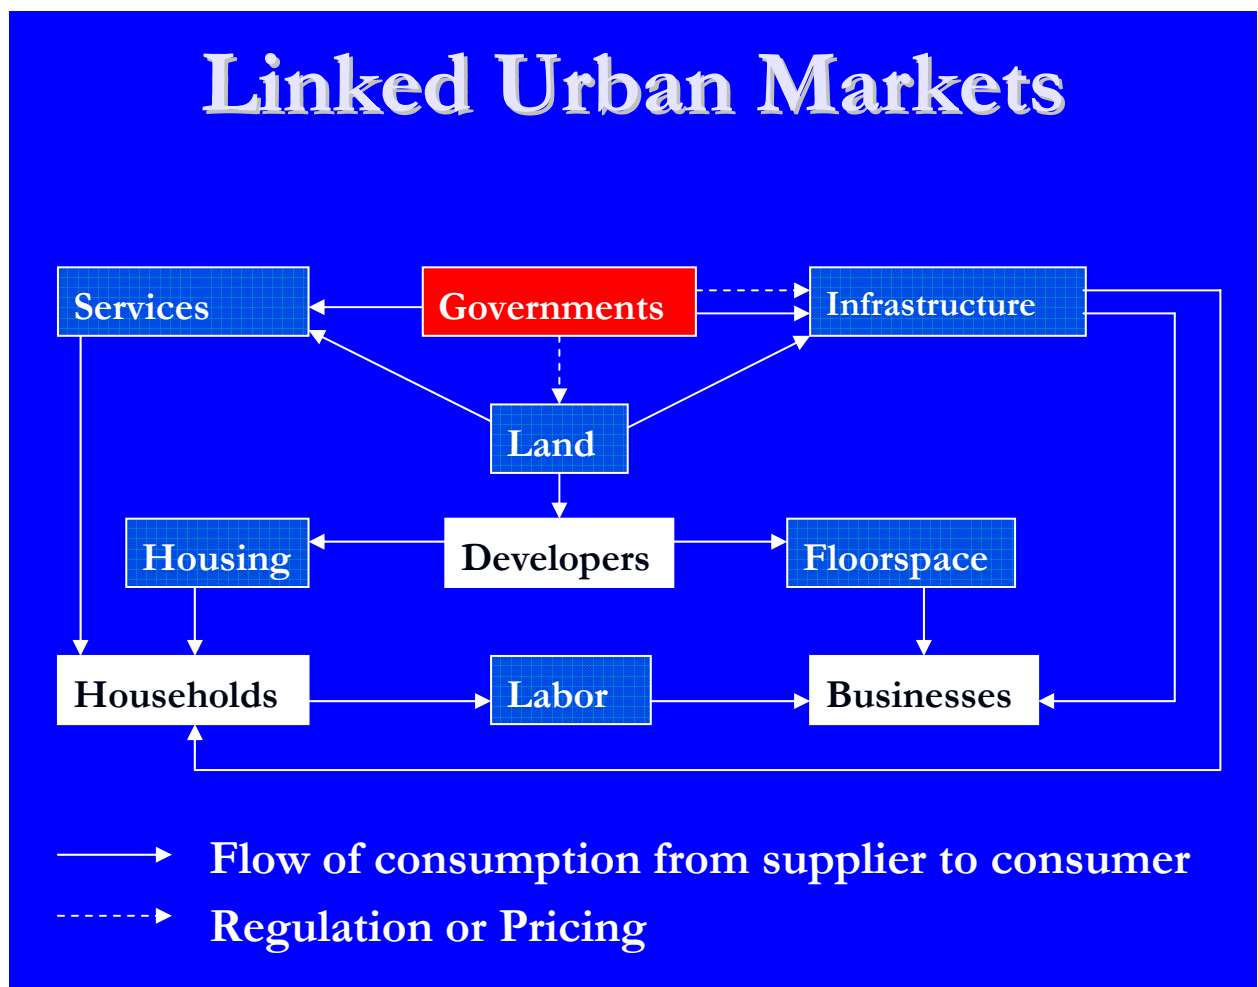 Linked Urban Markets
Services
Governments
Infrastructure
Land
Housing
Developers
Floorspace
Households
Labor
Businesses
Flow of consumption from supplier to consumer
Regulation or Pricing